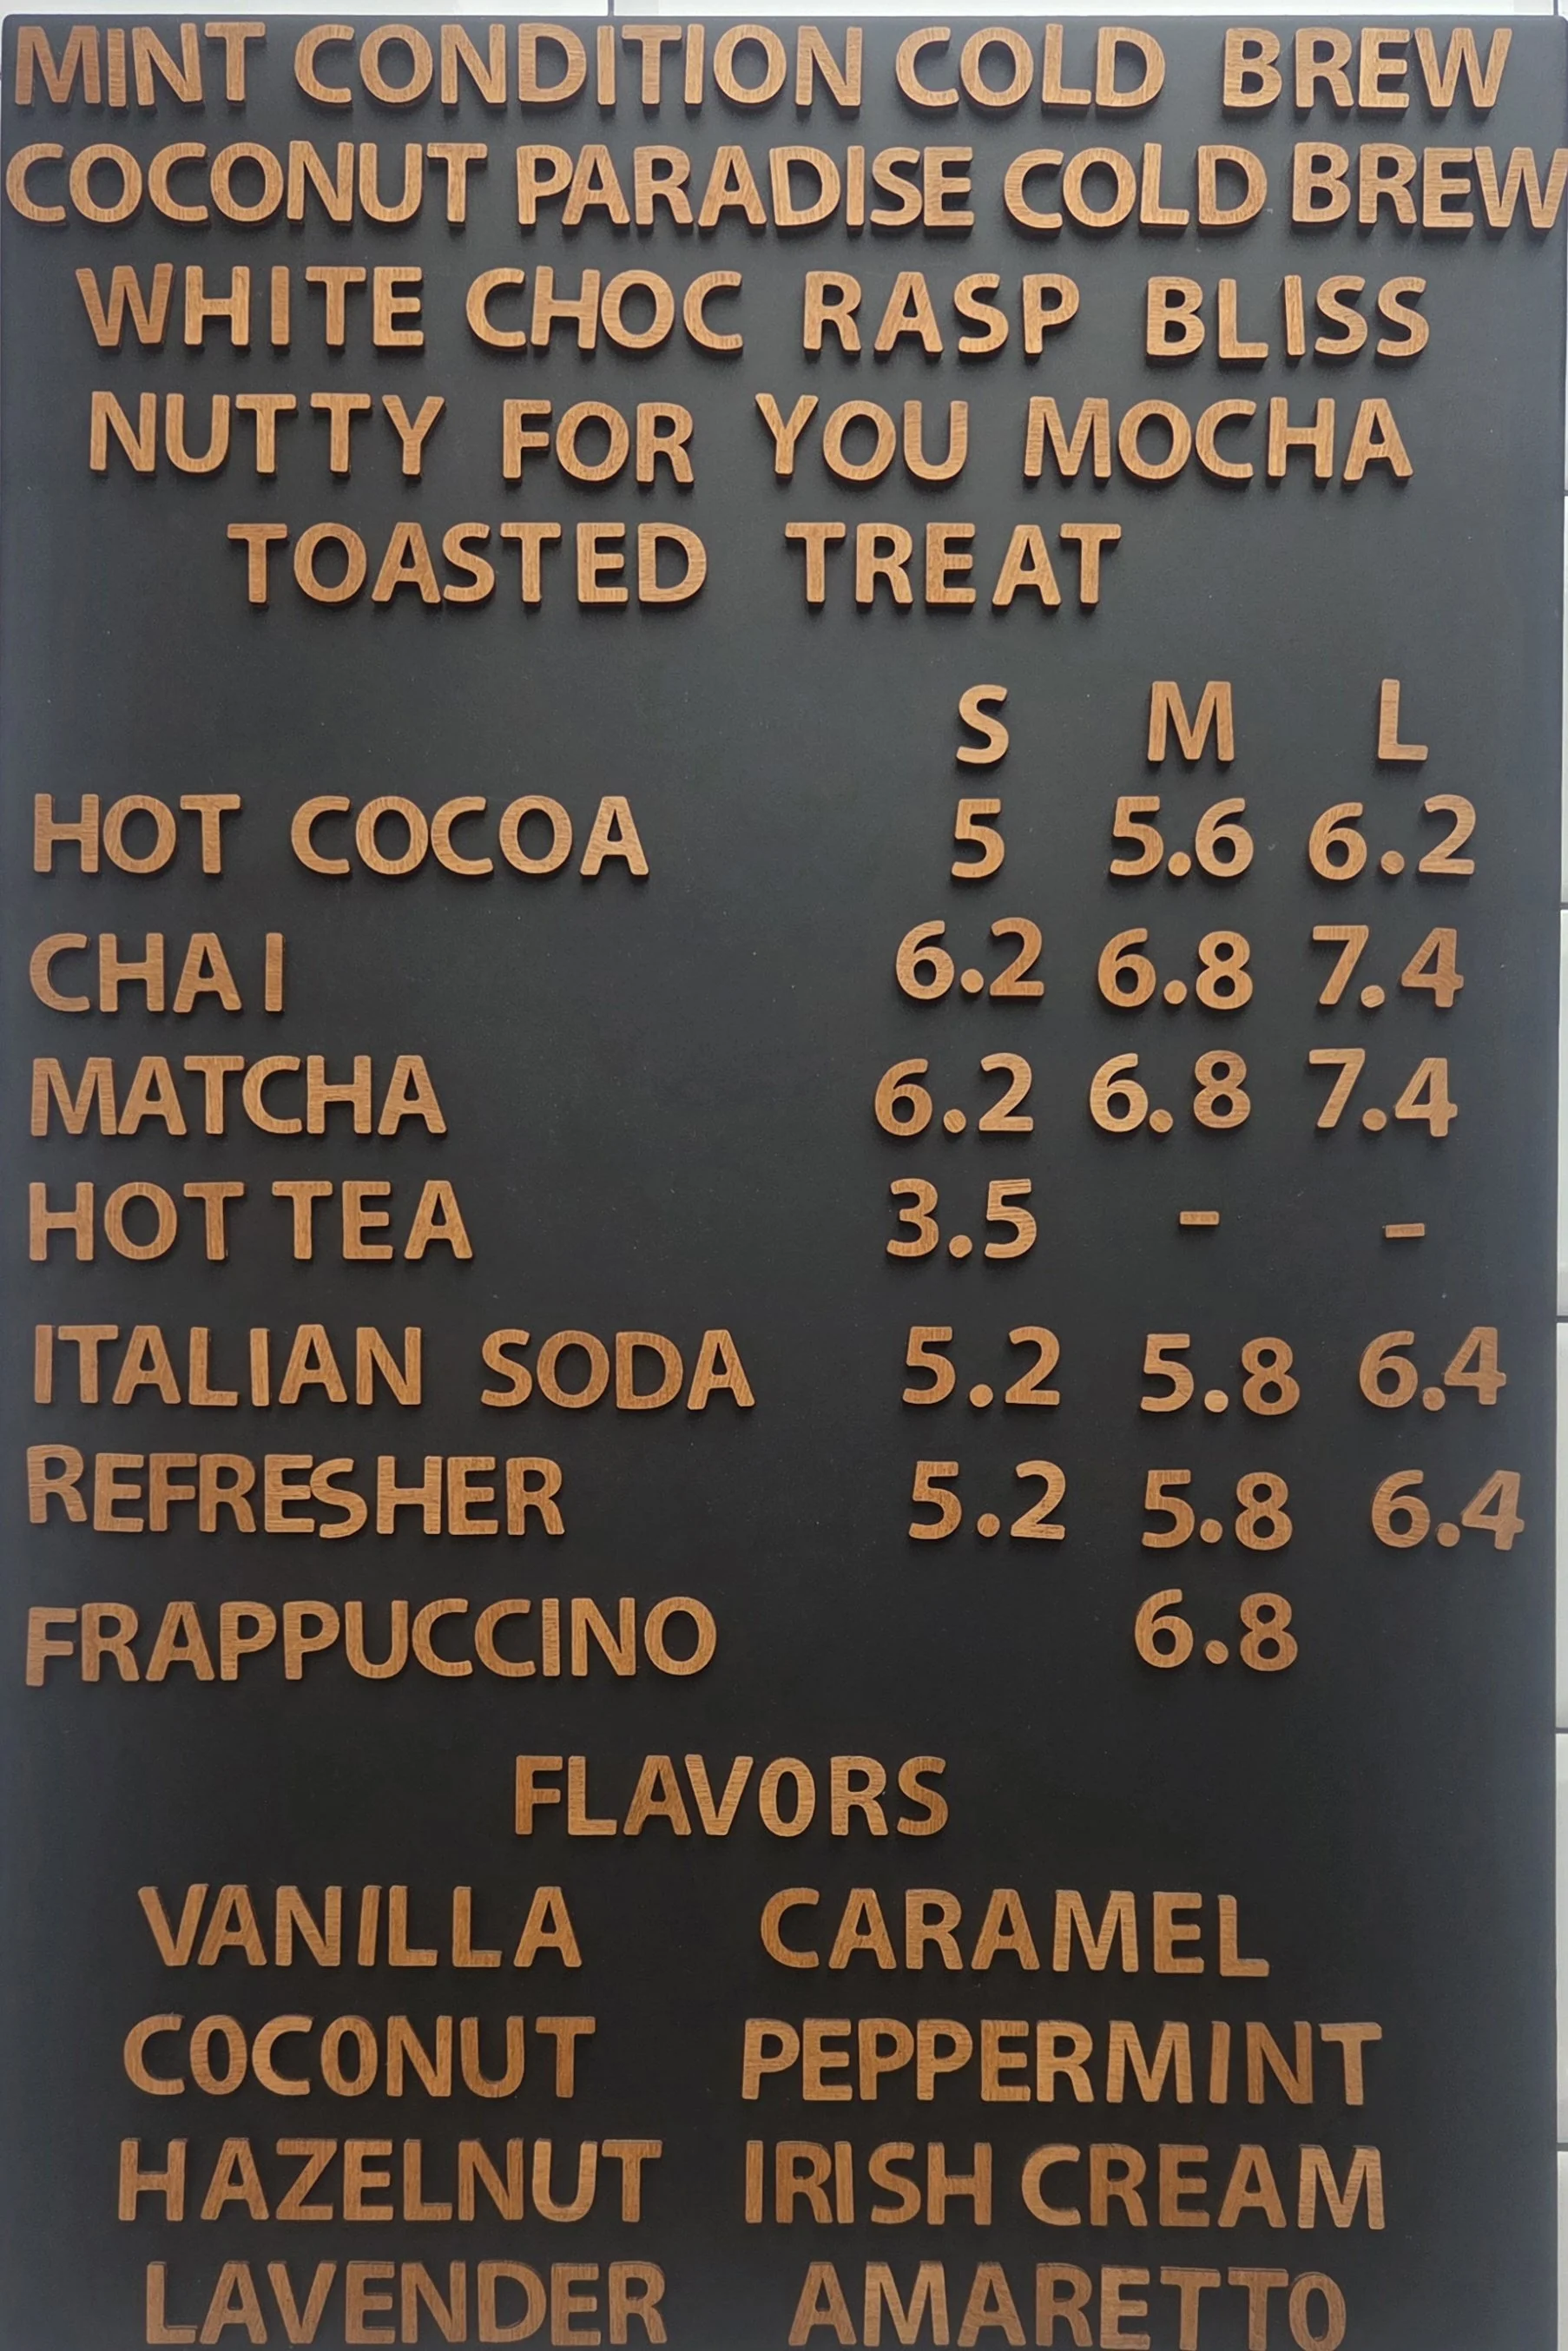 MINT CONDITION COLD BREW
COCONUT PARADISE COLD BREW
WHITE CHOC RASP BLISS
NUTTY FOR YOU MOCHA
TOASTED TREAT
S M L
HOT COCOA 5 5.6 6.2
CHAI 6.2 6.8 7.4
MATCHA 6.2 6.8 7.4
HOT TEA 3.5 - -
ITALIAN SODA 5.2 5.8 6.4
REFRESHER 5.2 5.8 6.4
FRAPPUCCINO 6.8
FLAVORS
VANILLA CARAMEL
COCONUT PEPPERMINT
HAZELNUT IRISH CREAM
LAVENDER AMARETTO